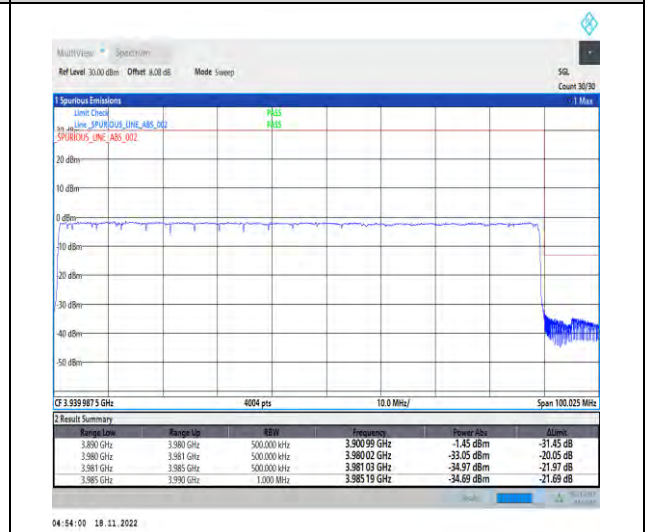 MultiView Spectrum
Ref Level 30.00 dBm Offset 8.08 dB Mode Sweep SGL
Count 30/30
1 Spurious Emissions 1 Max
Limit Check PASS
Line _SPURIOUS_LINE_ABS_002 PASS
_SPURIOUS_LINE_ABS_002
20 dBm
10 dBm
0 dBm
-10 dBm
-20 dBm
-30 dBm
-40 dBm
-50 dBm
CF 3.939 987 5 GHz 4004 pts 10.0 MHz/ Span 100.025 MHz
2 Result Summary
Range Low Range Up RBW Frequency Power Abs ΔLimit
3.890 GHz 3.980 GHz 500.000 kHz 3.900 99 GHz -1.45 dBm -31.45 dB
3.980 GHz 3.981 GHz 500.000 kHz 3.980 02 GHz -33.05 dBm -20.05 dB
3.981 GHz 3.985 GHz 500.000 kHz 3.981 03 GHz -34.97 dBm -21.97 dB
3.985 GHz 3.990 GHz 1.000 MHz 3.985 19 GHz -34.69 dBm -21.69 dB
04:54:00 18.11.2022